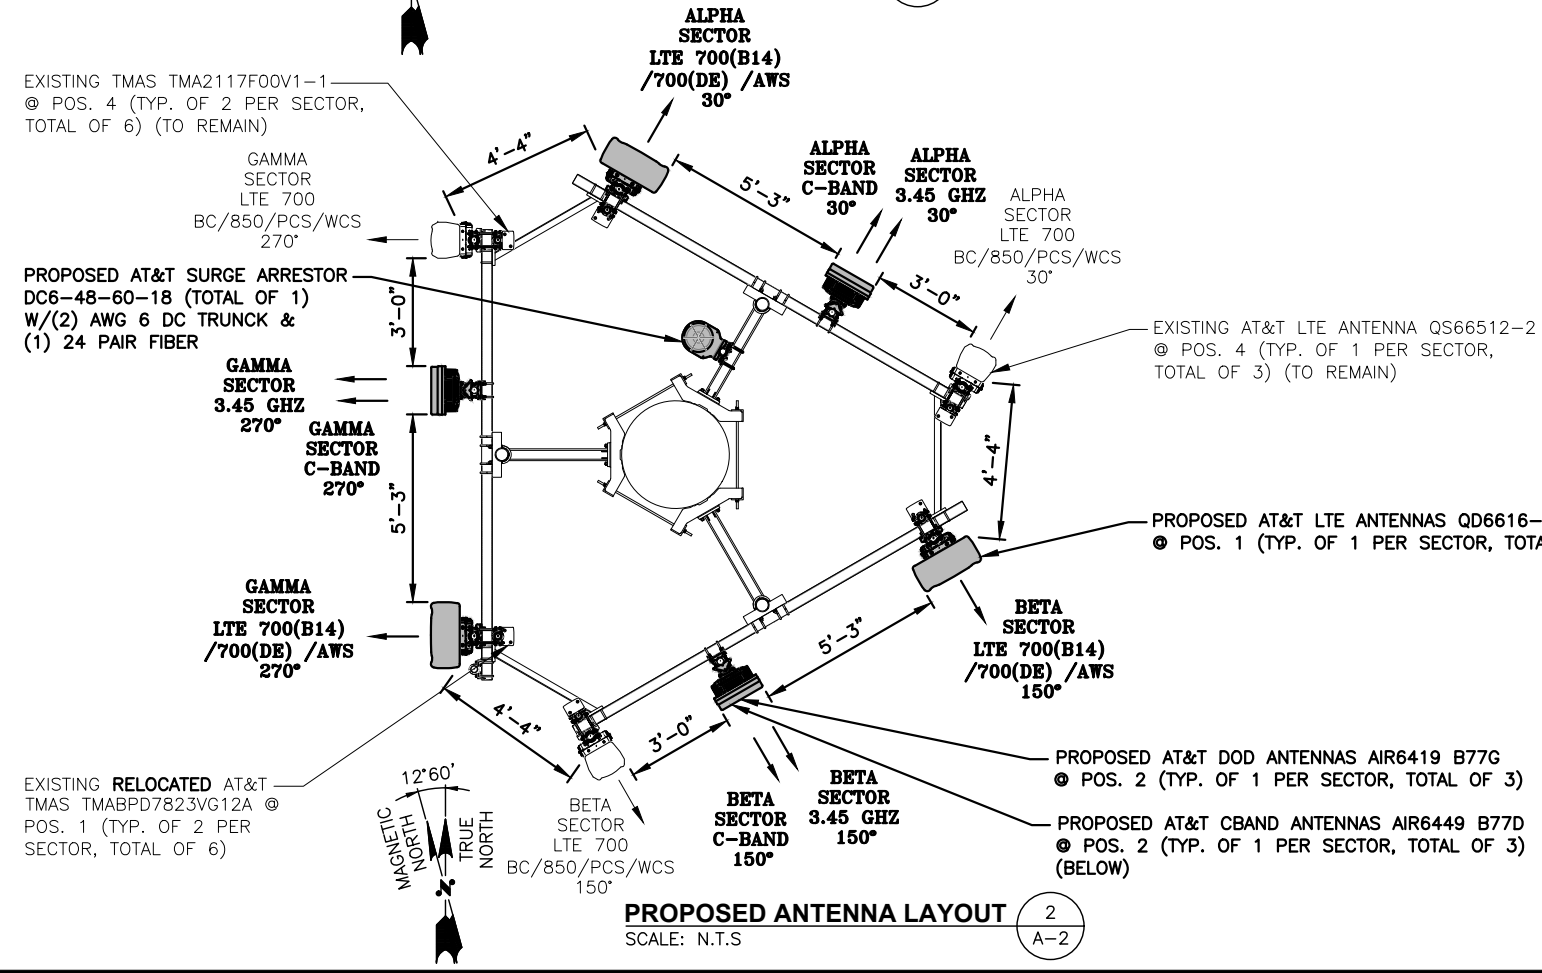 ALPHA
SECTOR
LTE 700(B14)
/700(DE) /AWS
30°
EXISTING TMAS TMA2117F00V1-1
@ POS. 4 (TYP. OF 2 PER SECTOR,
TOTAL OF 6) (TO REMAIN)
4'-4"
GAMMA
SECTOR
LTE 700
BC/850/PCS/WCS
270°
5'-3"
ALPHA
SECTOR
C-BAND
30°
ALPHA
SECTOR
3.45 GHZ
30°
ALPHA
SECTOR
LTE 700
BC/850/PCS/WCS
30°
3'-0"
PROPOSED AT&T SURGE ARRESTOR
DC6-48-60-18 (TOTAL OF 1)
W/(2) AWG 6 DC TRUNCK &
(1) 24 PAIR FIBER
3'-0"
EXISTING AT&T LTE ANTENNA QS66512-2
@ POS. 4 (TYP. OF 1 PER SECTOR,
TOTAL OF 3) (TO REMAIN)
GAMMA
SECTOR
3.45 GHZ
270°
GAMMA
SECTOR
C-BAND
270°
5'-3"
4'-4"
PROPOSED AT&T LTE ANTENNAS QD6616-
@ POS. 1 (TYP. OF 1 PER SECTOR,
GAMMA
SECTOR
LTE 700(B14)
/700(DE) /AWS
270°
BETA
SECTOR
LTE 700(B14)
/700(DE) /AWS
150°
5'-3"
4'-4"
3'-0"
EXISTING RELOCATED AT&T
TMAS TMABPD7823VG12A @
POS. 1 (TYP. OF 2 PER
SECTOR, TOTAL OF 6)
12°60'
MAGNETIC
NORTH
TRUE
NORTH
N
BETA
SECTOR
LTE 700
BC/850/PCS/WCS
150°
BETA
SECTOR
C-BAND
150°
BETA
SECTOR
3.45 GHZ
150°
PROPOSED AT&T DOD ANTENNAS AIR6419 B77G
@ POS. 2 (TYP. OF 1 PER SECTOR, TOTAL OF 3)
PROPOSED AT&T CBAND ANTENNAS AIR6449 B77D
@ POS. 2 (TYP. OF 1 PER SECTOR, TOTAL OF 3)
(BELOW)
PROPOSED ANTENNA LAYOUT
SCALE: N.T.S
2
A-2